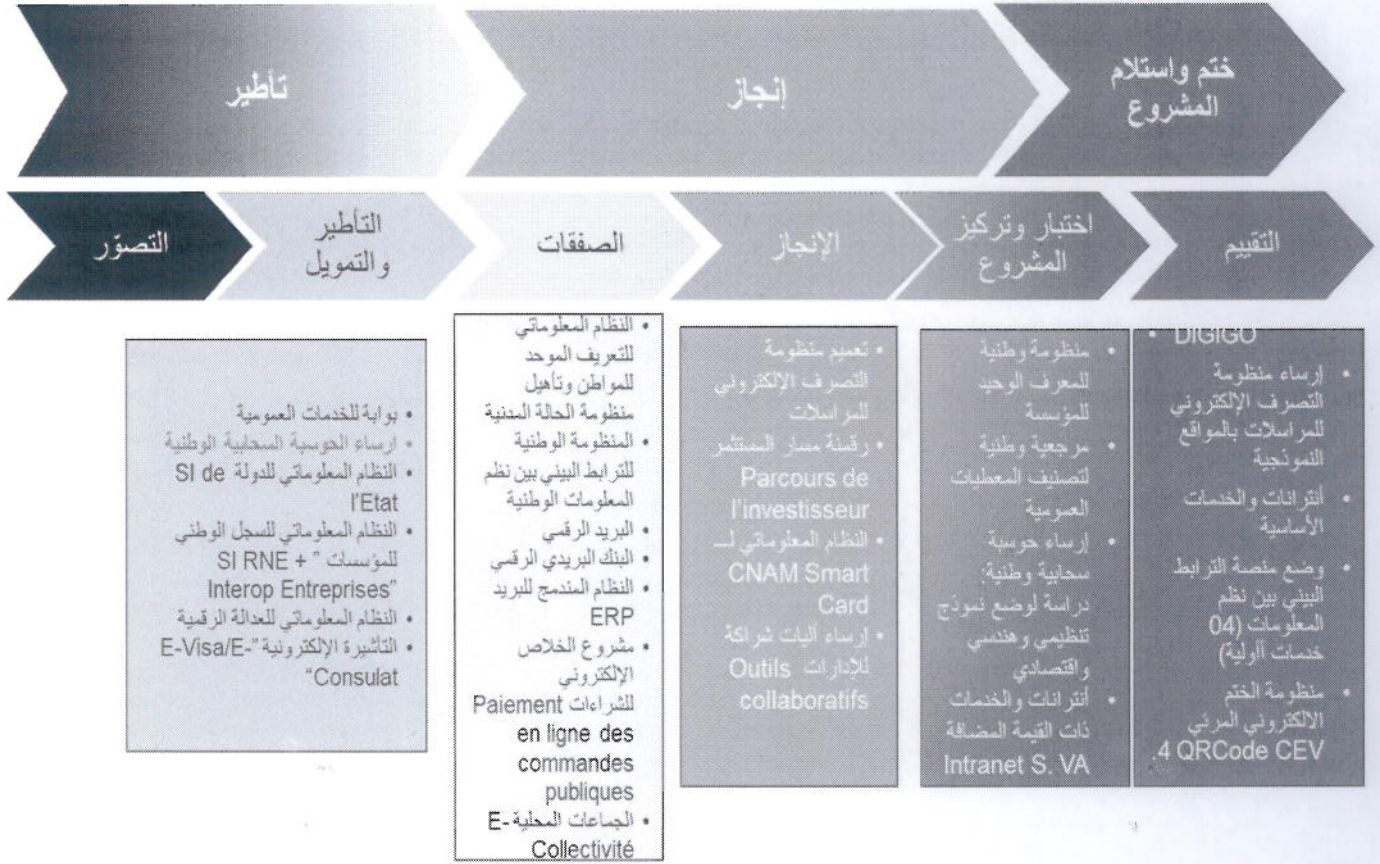 تأطير
إنجاز
ختم واستلام
المشروع
التصوّر
التأطير
والتمويل
الصفقات
الإنجاز
اختبار وتركيز
المشروع
التقييم
• بوابة للخدمات العمومية
• ارساء الحوسبة السحابية الوطنية
• النظام المعلوماتي للدولة SI de
l'Etat
• النظام المعلوماتي للسجل الوطني
للمؤسسات " SI RNE +
Interop Entreprises"
• النظام المعلوماتي للعدالة الرقمية
• التأشيرة الإلكترونية "E-Visa/E-
Consulat"
• النظام المعلوماتي
للتعريف الموحد
للمواطن وتأهيل
منظومة الحالة المدنية
• المنظومة الوطنية
للترابط البيني بين نظم
المعلومات الوطنية
• البريد الرقمي
• البنك البريدي الرقمي
• النظام المندمج للبريد
ERP
• مشروع الخلاص
الإلكتروني
للشراءات Paiement
en ligne des
commandes
publiques
• الجماعات المحلية E-
Collectivité
• تعميم منظومة
التصرف الإلكتروني
للمراسلات
• رقمنة مسار المستثمر
Parcours de
l'investisseur
• النظام المعلوماتي لـ
CNAM Smart
Card
• إرساء آليات شراكة
للإدارات Outils
collaboratifs
• منظومة وطنية
للمعرف الوحيد
للمؤسسة
• مرجعية وطنية
لتصنيف المعطيات
العمومية
• إرساء حوسبة
سحابية وطنية:
دراسة لوضع نموذج
تنظيمي وهندسي
واقتصادي
• أنترانات والخدمات
ذات القيمة المضافة
Intranet S. VA
• DIGIGO
• إرساء منظومة
التصرف الإلكتروني
للمراسلات بالمواقع
النموذجية
• أنترانات والخدمات
الأساسية
• وضع منصة الترابط
البيني بين نظم
المعلومات (04
خدمات أولية)
• منظومة الختم
الالكتروني المرئي
4 QRCode CEV.